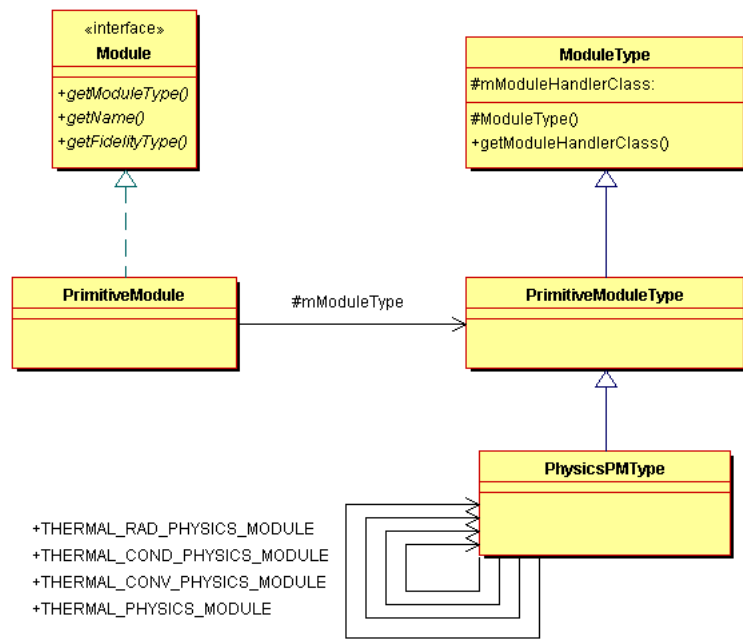 «interface»
Module
+getModuleType()
+getName()
+getFidelityType()
ModuleType
#mModuleHandlerClass:
#ModuleType()
+getModuleHandlerClass()
PrimitiveModule
#mModuleType
PrimitiveModuleType
PhysicsPMType
+THERMAL_RAD_PHYSICS_MODULE
+THERMAL_COND_PHYSICS_MODULE
+THERMAL_CONV_PHYSICS_MODULE
+THERMAL_PHYSICS_MODULE